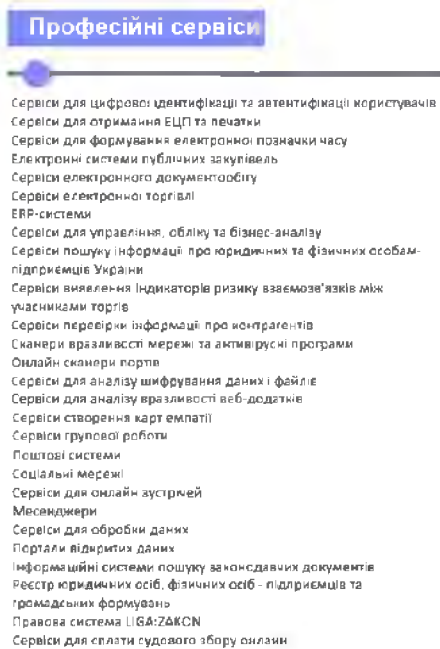 Професійні сервіси
Сервіси для цифрової ідентифікації та автентифікації користувачів
Сервіси для отримання ЕЦП та печатки
Сервіси для формування електронної позначки часу
Електронні системи публічних закупівель
Сервіси електронного документообігу
Сервіси електронної торгівлі
ERP-системи
Сервіси для управління, обліку та бізнес-аналізу
Сервіси пошуку інформації про юридичних та фізичних особам-
підприємців України
Сервіси виявлення індикаторів ризику взаємозв'язків між
учасниками торгів
Сервіси перевірки інформації про контрагентів
Сканери вразливості мережі та антивірусні програми
Онлайн сканери портів
Сервіси для аналізу шифрування даних і файлів
Сервіси для аналізу вразливості веб-додатків
Сервіси створення карт емпатії
Сервіси групової роботи
Поштові системи
Соціальні мережі
Сервіси для онлайн зустрічей
Месенджери
Сервіси для обробки даних
Портали відкритих даних
Інформаційні системи пошуку законодавчих документів
Реєстр юридичних осіб, фізичних осіб - підприємців та
громадських формувань
Правова система LIGA:ZAKON
Сервіси для сплати судового збору онлайн